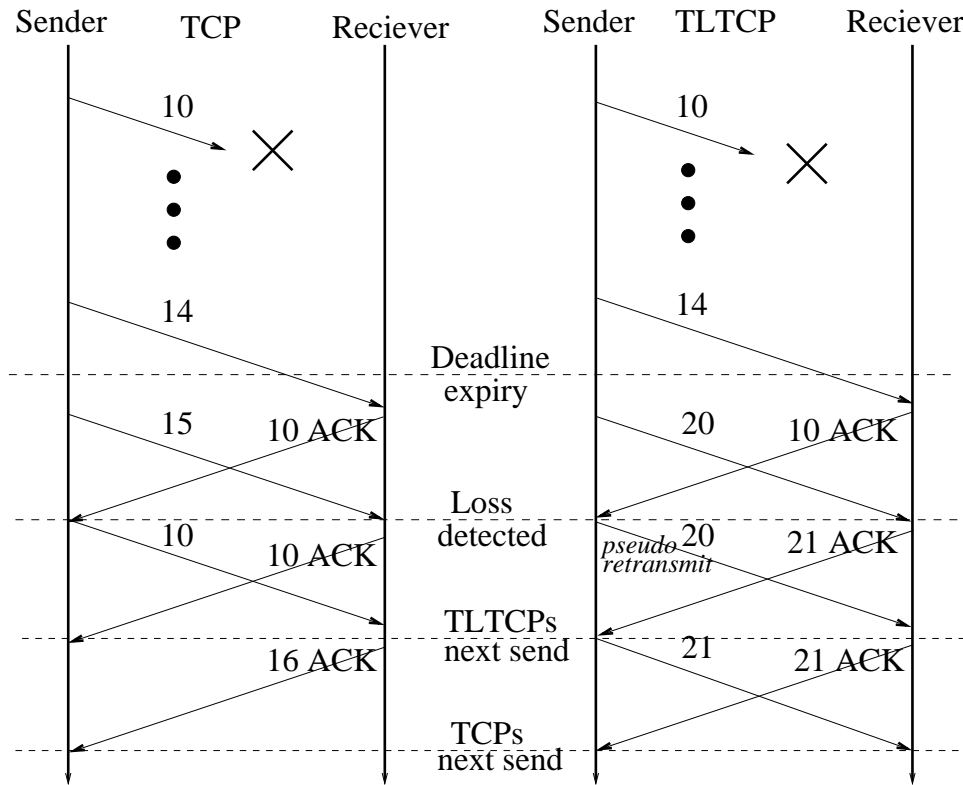 Sender TCP Reciever Sender TLTCP Reciever
10 10
14 14
Deadline
expiry
15 10 ACK 20 10 ACK
Loss
detected
10 10 ACK 20 21 ACK
pseudo
retransmit
TLTCPs
next send
16 ACK 21 21 ACK
TCPs
next send